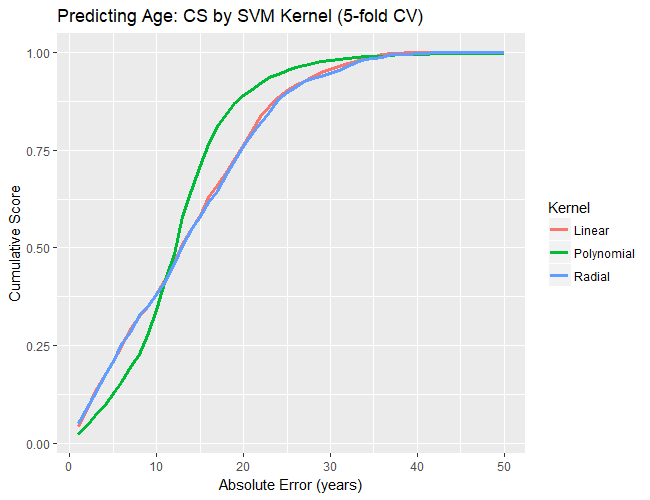 Predicting Age: CS by SVM Kernel (5-fold CV)
1.00
0.75
0.50
0.25
0.00
Cumulative Score
0 10 20 30 40 50
Absolute Error (years)
Kernel
Linear
Polynomial
Radial